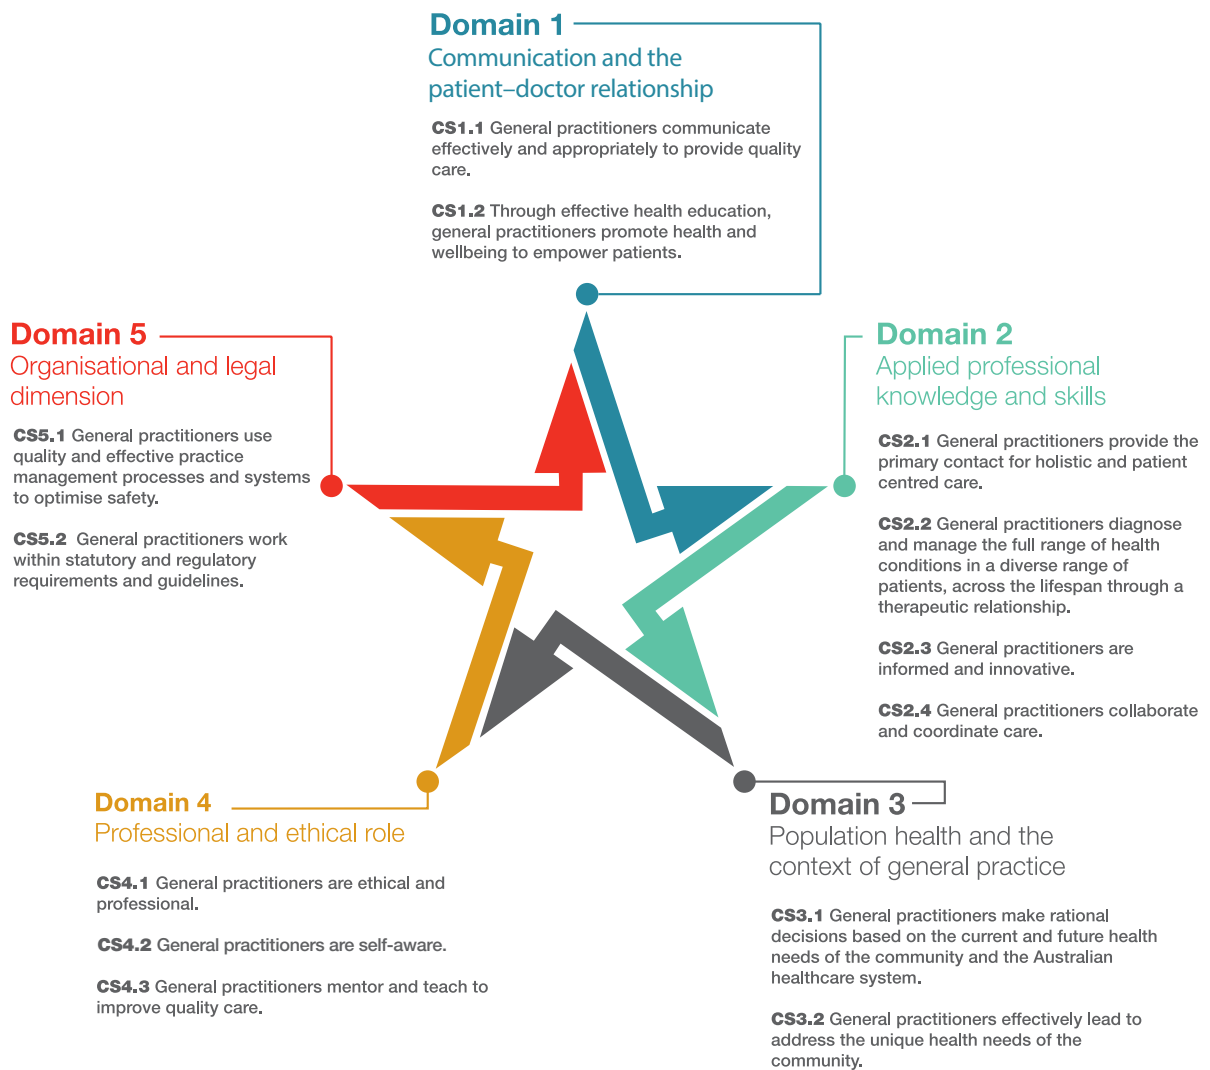 Domain 1
Communication and the
patient–doctor relationship
CS1.1 General practitioners communicate
effectively and appropriately to provide quality
care.
CS1.2 Through effective health education,
general practitioners promote health and
wellbeing to empower patients.
Domain 2
Applied professional
knowledge and skills
CS2.1 General practitioners provide the
primary contact for holistic and patient
centred care.
CS2.2 General practitioners diagnose
and manage the full range of health
conditions in a diverse range of
patients, across the lifespan through a
therapeutic relationship.
CS2.3 General practitioners are
informed and innovative.
CS2.4 General practitioners collaborate
and coordinate care.
Domain 3
Population health and the
context of general practice
CS3.1 General practitioners make rational
decisions based on the current and future health
needs of the community and the Australian
healthcare system.
CS3.2 General practitioners effectively lead to
address the unique health needs of the
community.
Domain 4
Professional and ethical role
CS4.1 General practitioners are ethical and
professional.
CS4.2 General practitioners are self-aware.
CS4.3 General practitioners mentor and teach to
improve quality care.
Domain 5
Organisational and legal
dimension
CS5.1 General practitioners use
quality and effective practice
management processes and systems
to optimise safety.
CS5.2 General practitioners work
within statutory and regulatory
requirements and guidelines.